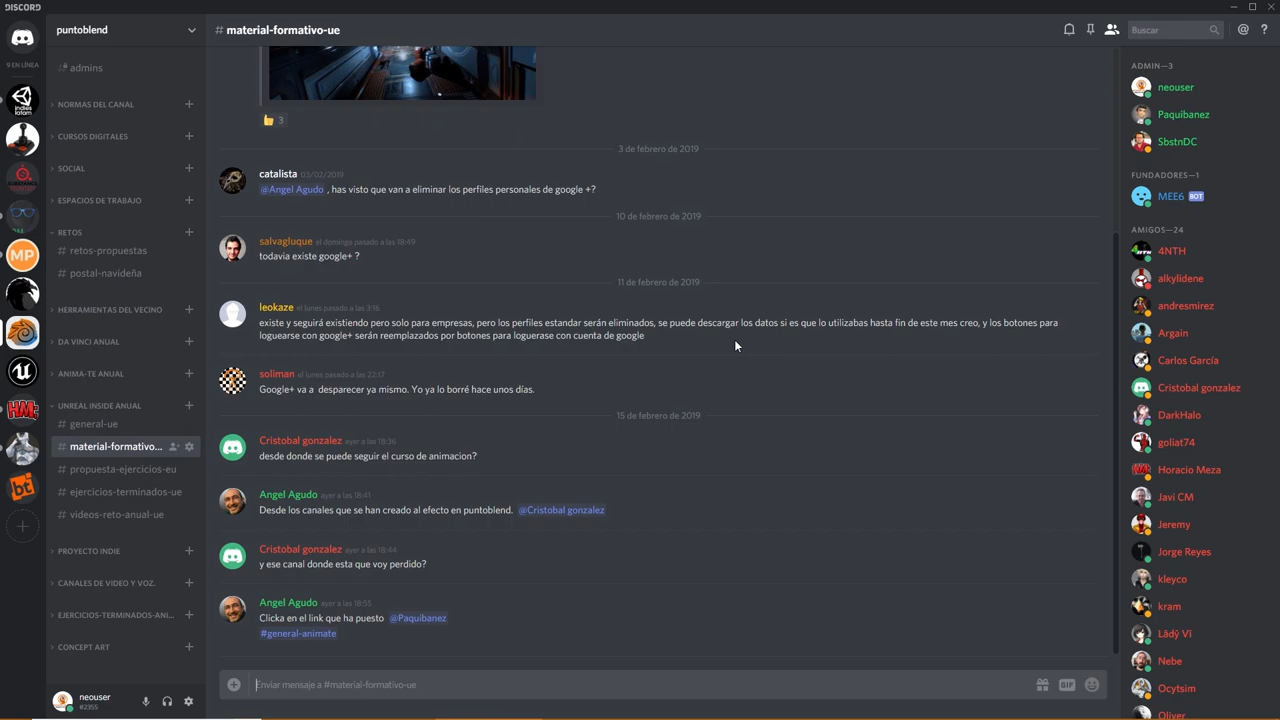 DISCORD
9 EN LÍNEA
indies
latam
MP
HM
bt
puntoblend
admins
NORMAS DEL CANAL
CURSOS DIGITALES
SOCIAL
ESPACIOS DE TRABAJO
RETOS
# retos-propuestas
# postal-navideña
HERRAMIENTAS DEL VECINO
DA VINCI ANUAL
ANIMA-TE ANUAL
UNREAL INSIDE ANUAL
# general-ue
# material-formativo...
# propuesta-ejercicios-eu
# ejercicios-terminados-ue
# videos-reto-anual-ue
PROYECTO INDIE
CANALES DE VIDEO Y VOZ.
EJERCICIOS-TERMINADOS-ANI...
CONCEPT ART
neouser
#2355
# material-formativo-ue
Buscar
3
3 de febrero de 2019
catalista 03/02/2019
@Angel Agudo , has visto que van a eliminar los perfiles personales de google +?
10 de febrero de 2019
salvagluque el domingo pasado a las 18:49
todavia existe google+ ?
11 de febrero de 2019
leokaze el lunes pasado a las 3:16
existe y seguirá existiendo pero solo para empresas, pero los perfiles estandar serán eliminados, se puede descargar los datos si es que lo utilizabas hasta fin de este mes creo, y los botones para
loguearse con google+ serán reemplazados por botones para loguerase con cuenta de google
soliman el lunes pasado a las 22:17
Google+ va a desparecer ya mismo. Yo ya lo borré hace unos días.
15 de febrero de 2019
Cristobal gonzalez ayer a las 18:36
desde donde se puede seguir el curso de animacion?
Angel Agudo ayer a las 18:41
Desde los canales que se han creado al efecto en puntoblend. @Cristobal gonzalez
Cristobal gonzalez ayer a las 18:44
y ese canal donde esta que voy perdido?
Angel Agudo ayer a las 18:55
Clicka en el link que ha puesto @Paquibanez
#general-animate
Enviar mensaje a #material-formativo-ue
GIF
ADMIN—3
neouser
Paquibanez
SbstnDC
FUNDADORES—1
MEE6 BOT
AMIGOS—24
4NTH
alkylidene
andresmirez
Argain
Carlos García
Cristobal gonzalez
DarkHalo
goliat74
Horacio Meza
Javi CM
Jeremy
Jorge Reyes
kleyco
kram
Lâdÿ Vï
Nebe
Ocytsim
Oliver